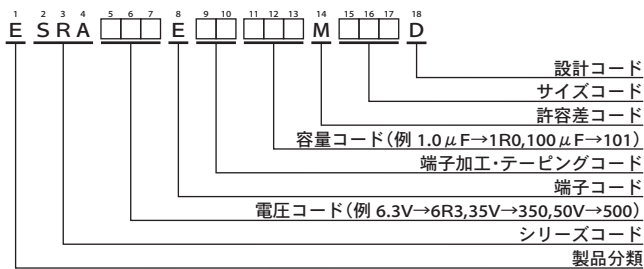 1 2 3 4 5 6 7 8 9 10 11 12 13 14 15 16 17 18
E S R A □□□ E □□ □□□ M □□□ D
設計コード
サイズコード
許容差コード
容量コード(例 1.0μF→1R0,100μF→101)
端子加工・テーピングコード
端子コード
電圧コード(例 6.3V→6R3,35V→350,50V→500)
シリーズコード
製品分類